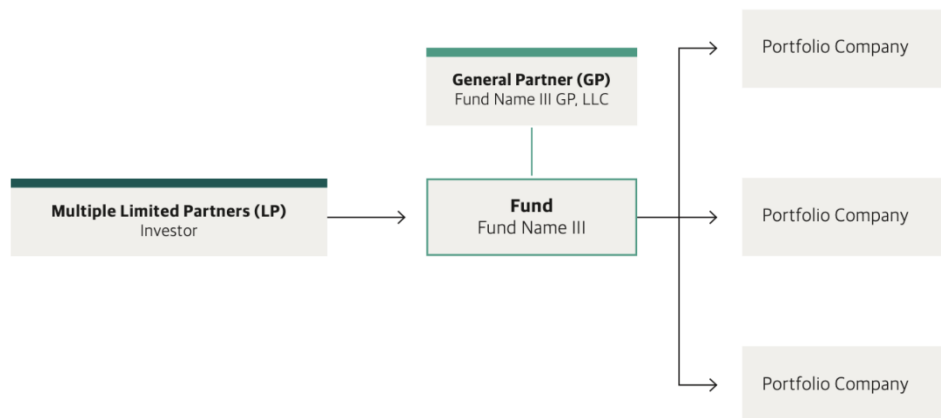 Portfolio Company
General Partner (GP)
Fund Name III GP, LLC
Multiple Limited Partners (LP)
Investor
Fund
Fund Name III
Portfolio Company
Portfolio Company